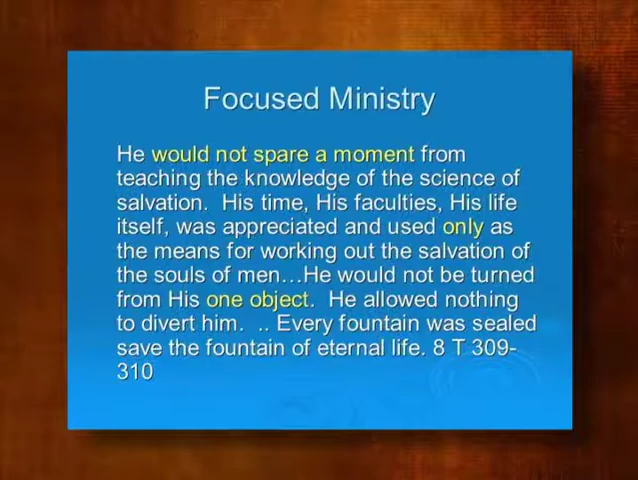 Focused Ministry
He would not spare a moment from
teaching the knowledge of the science of
salvation.  His time, His faculties, His life
itself, was appreciated and used only as
the means for working out the salvation of
the souls of men…He would not be turned
from His one object.  He allowed nothing
to divert him.  .. Every fountain was sealed
save the fountain of eternal life. 8 T 309-
310